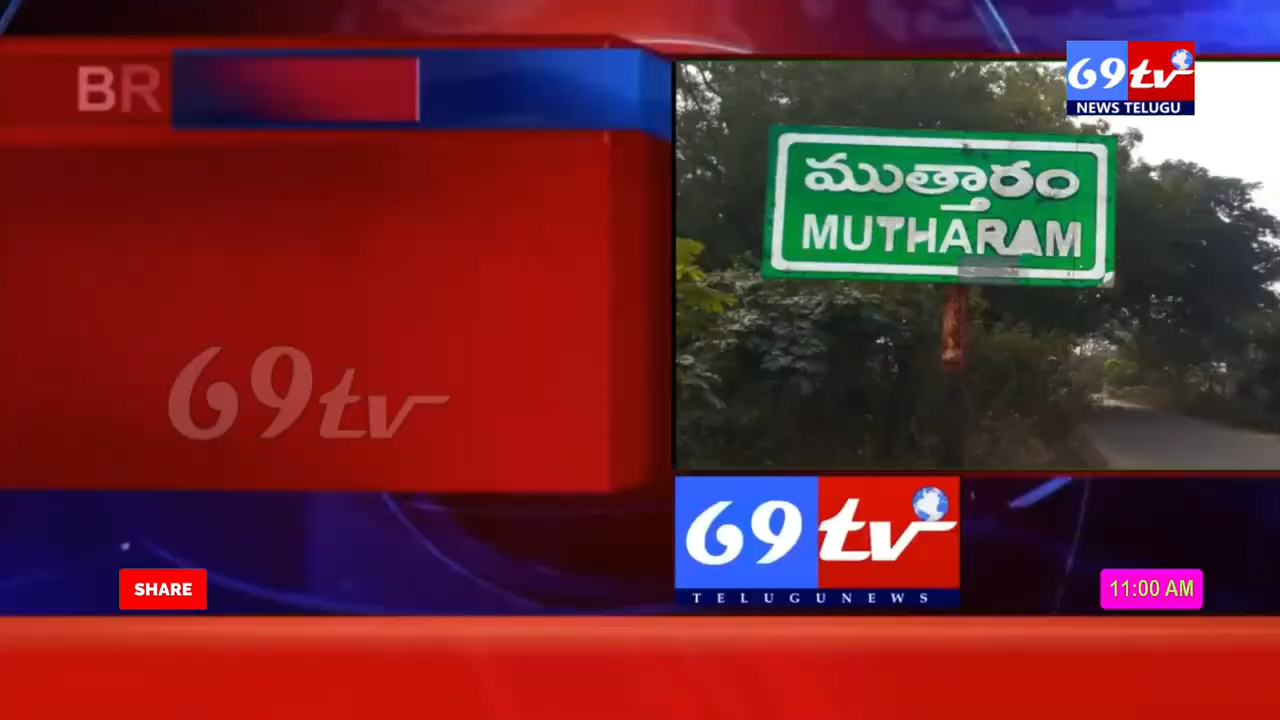 BR
69tv
NEWS TELUGU
ముత్తారం
MUTHARAM
69tv
69tv
TELUGU NEWS
SHARE
11:00 AM